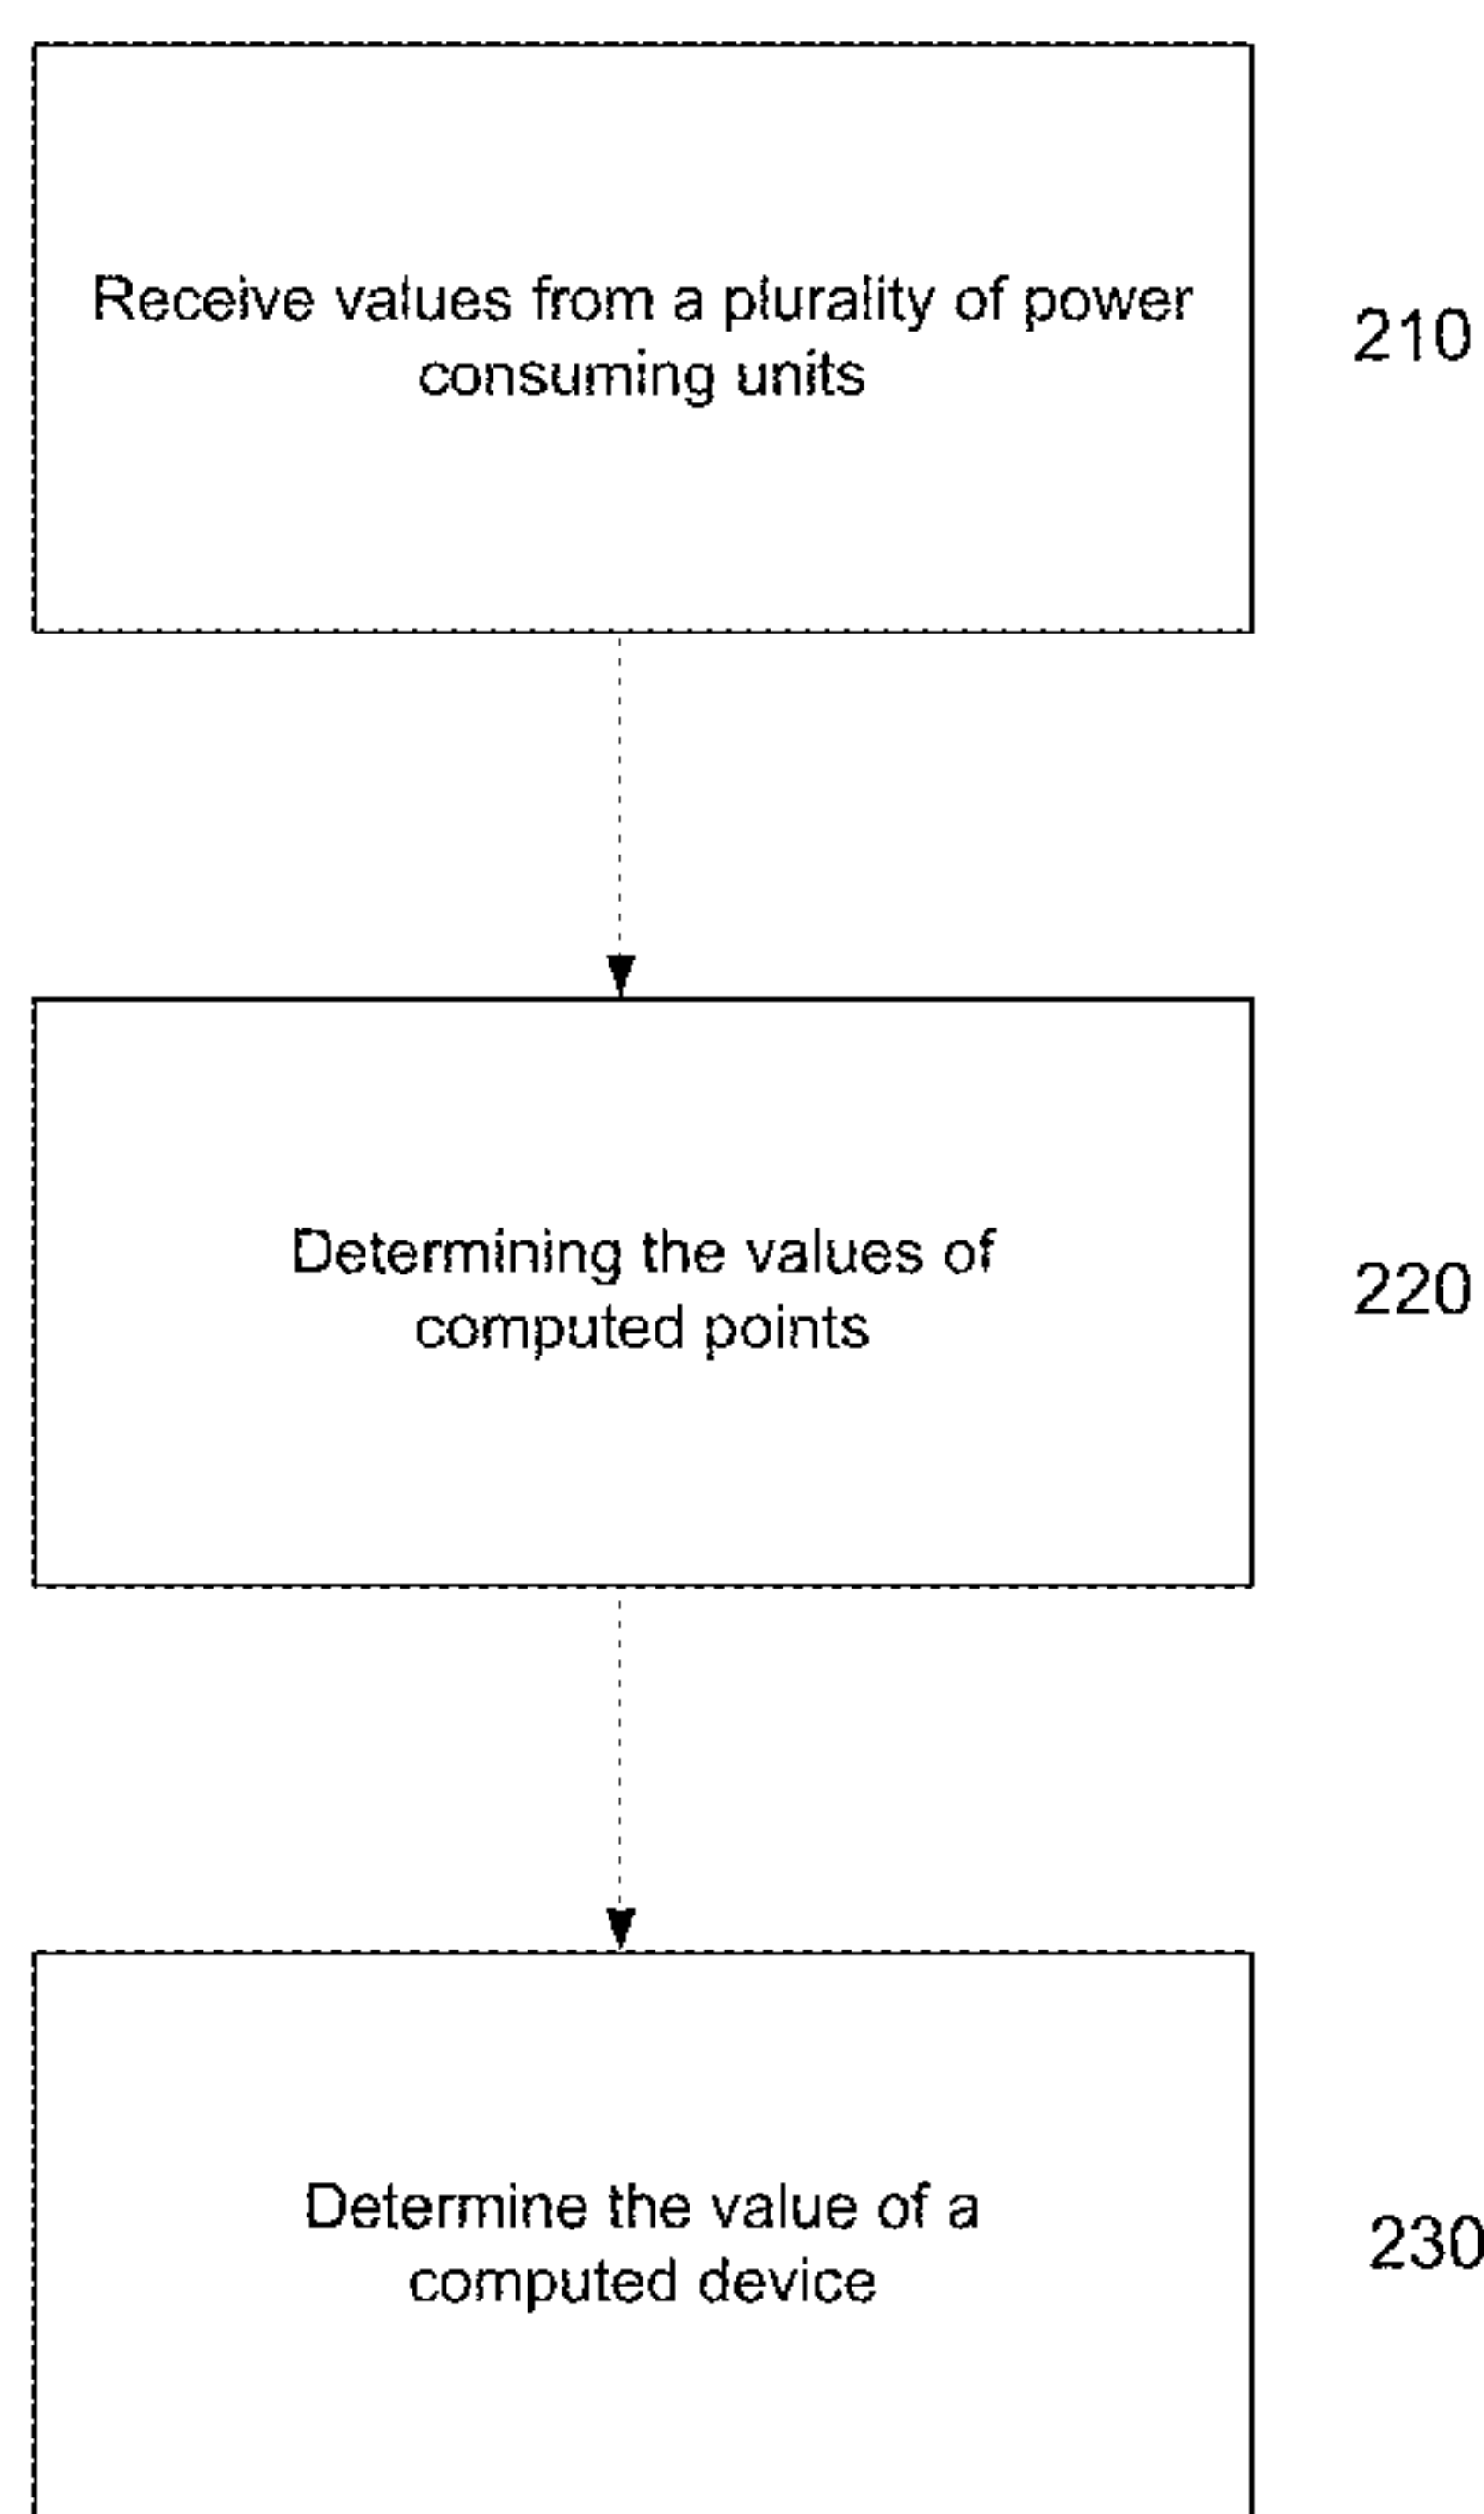 Receive values from a plurality of power
consuming units
210
Determining the values of
computed points
220
Determine the value of a
computed device
230